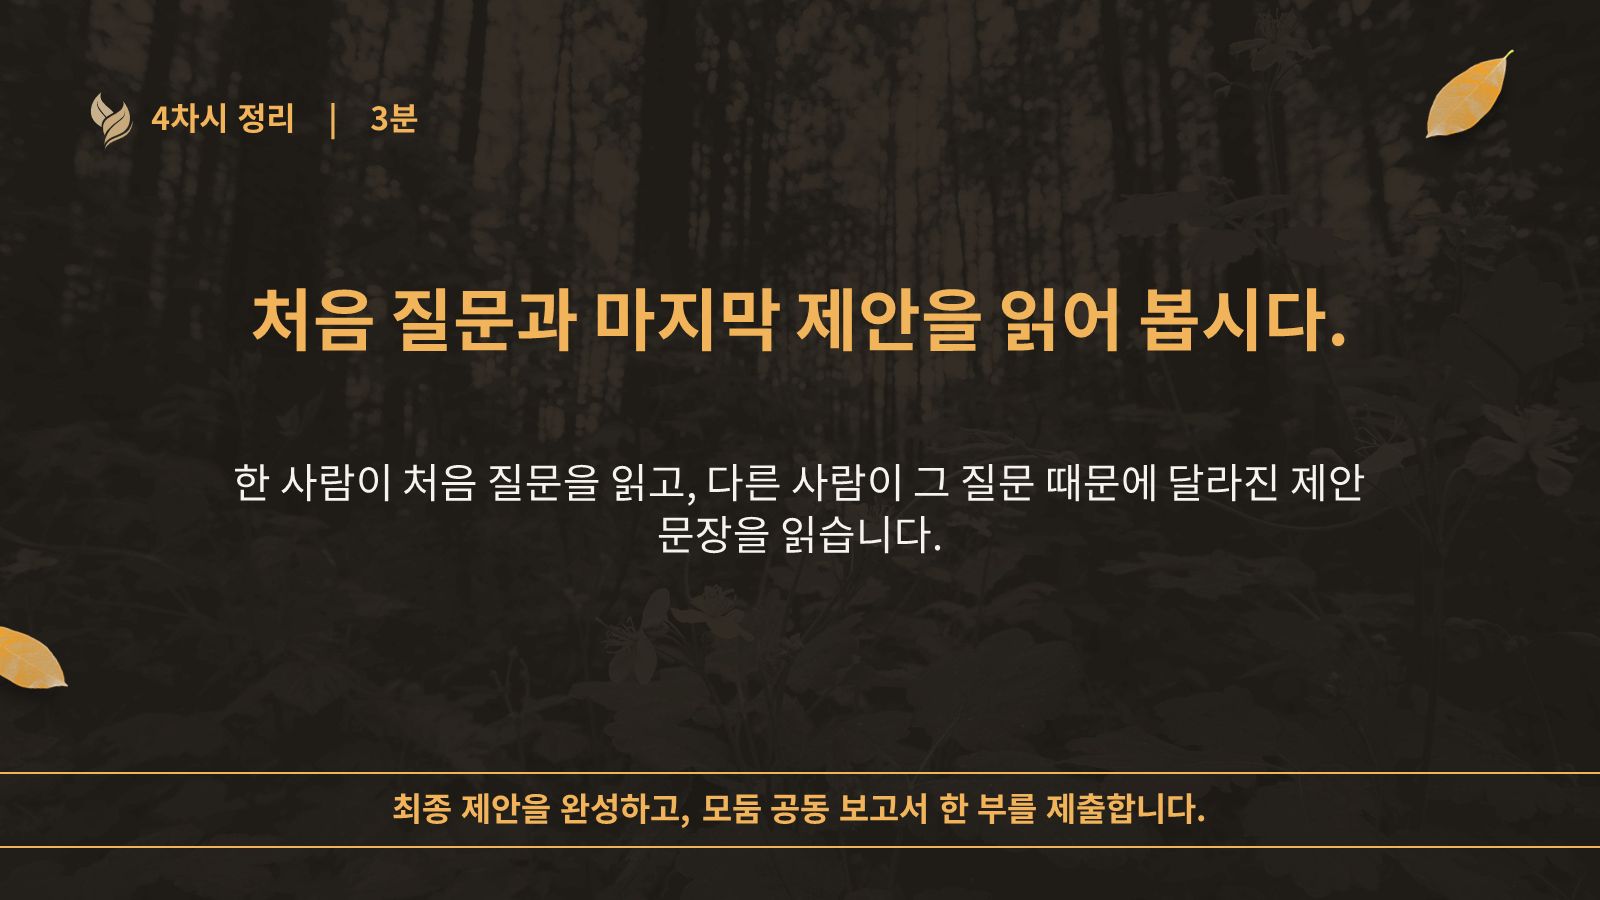 4차시 정리 | 3분
처음 질문과 마지막 제안을 읽어 봅시다.
한 사람이 처음 질문을 읽고, 다른 사람이 그 질문 때문에 달라진 제안
문장을 읽습니다.
최종 제안을 완성하고, 모둠 공동 보고서 한 부를 제출합니다.